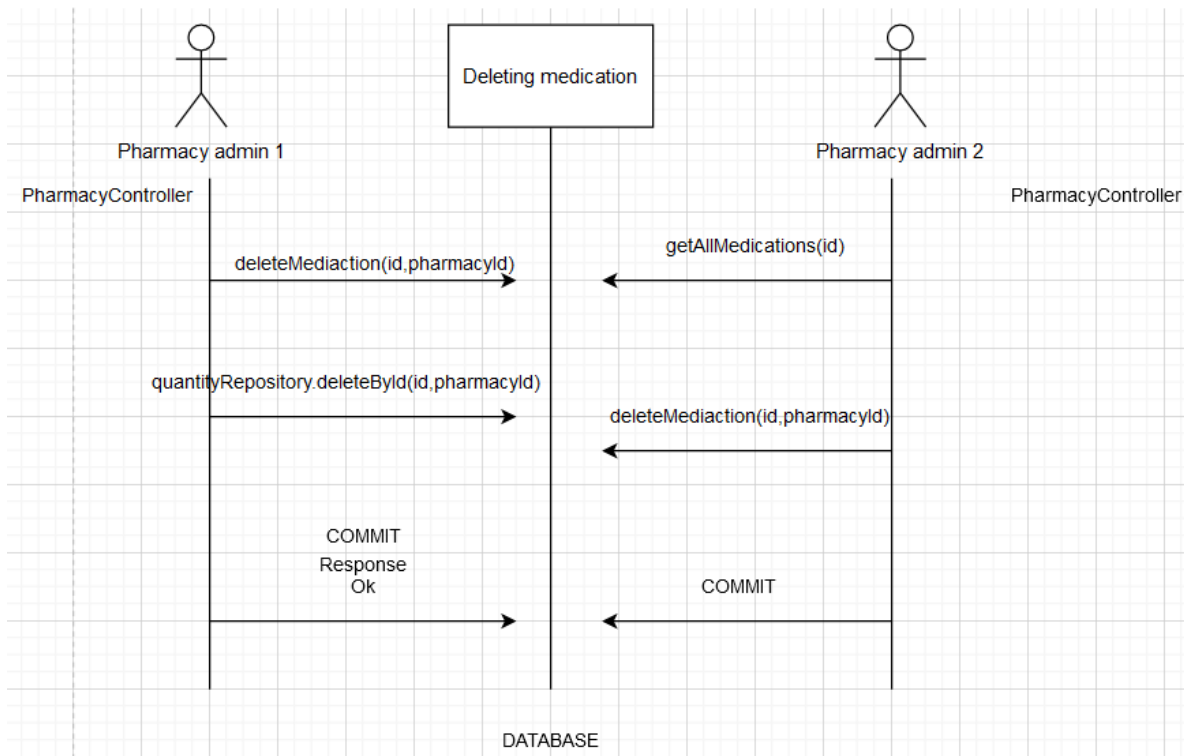 Deleting medication
Pharmacy admin 1
Pharmacy admin 2
PharmacyController
PharmacyController
getAllMedications(id)
deleteMediaction(id,pharmacyId)
quantityRepository.deleteById(id,pharmacyId)
deleteMediaction(id,pharmacyId)
COMMIT
Response
Ok
COMMIT
DATABASE